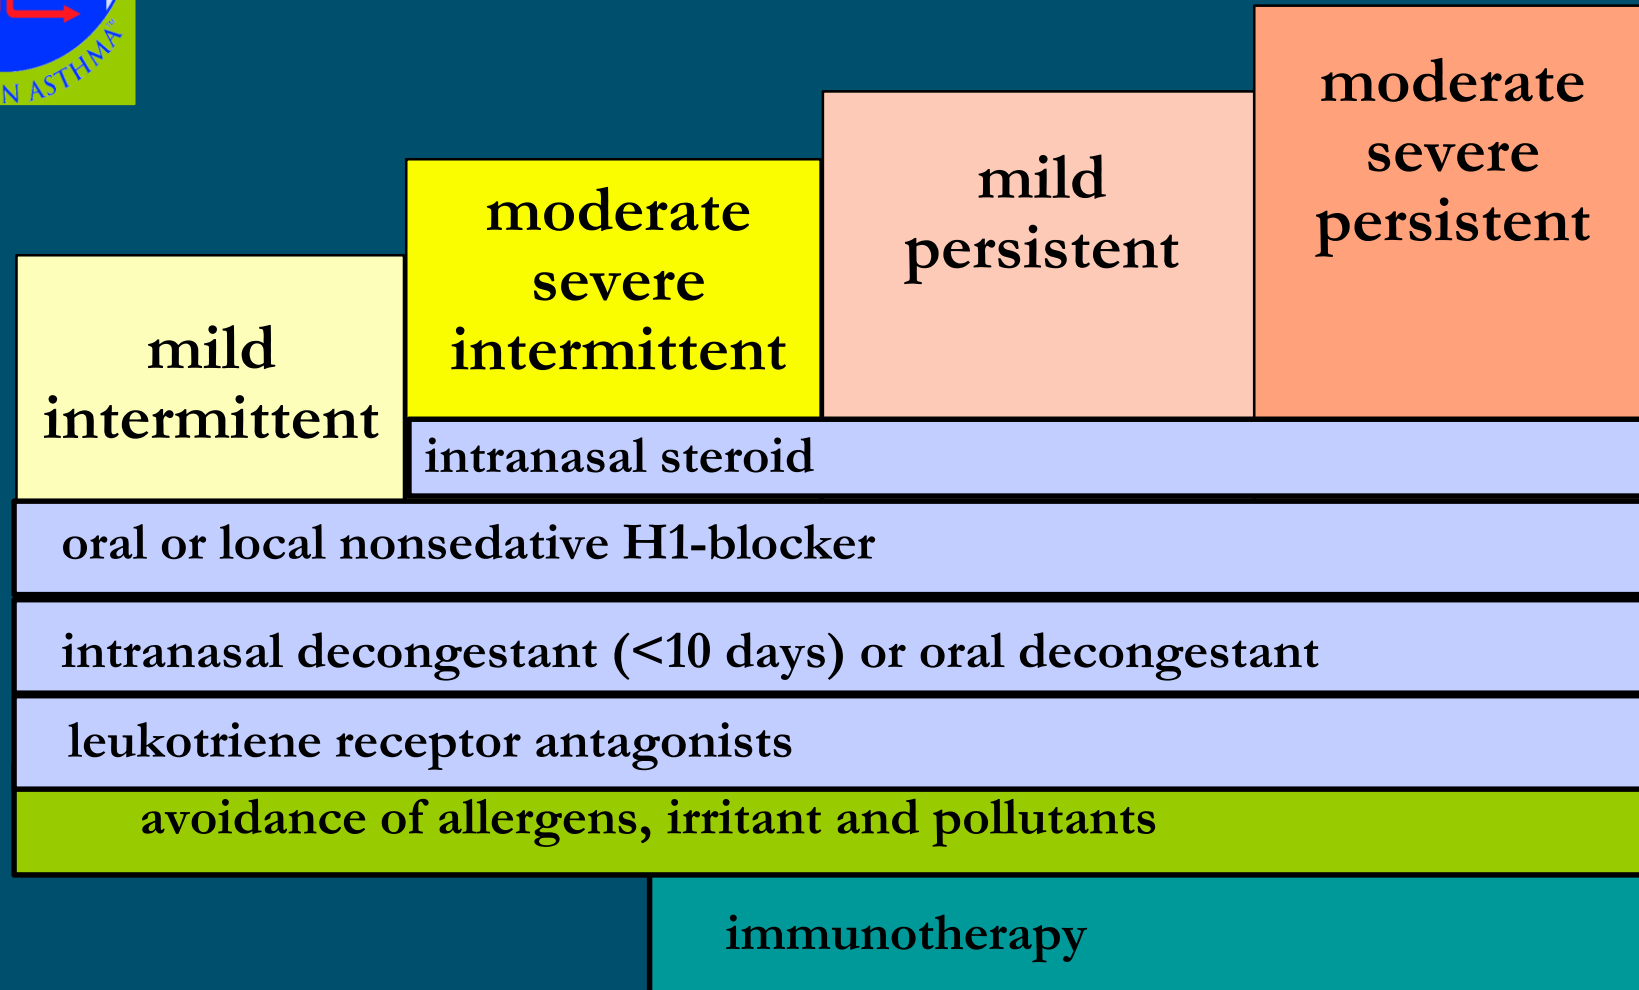 N ASTHMA
mild
intermittent
moderate
severe
intermittent
mild
persistent
moderate
severe
persistent
intranasal steroid
oral or local nonsedative H1-blocker
intranasal decongestant (<10 days) or oral decongestant
leukotriene receptor antagonists
avoidance of allergens, irritant and pollutants
immunotherapy